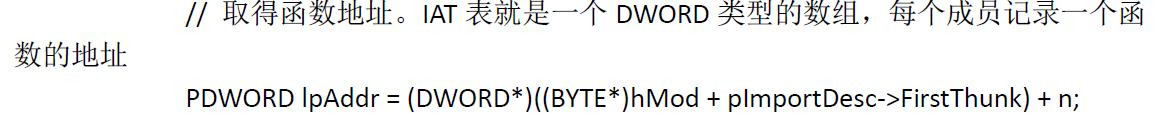 // 取得函数地址。IAT 表就是一个 DWORD 类型的数组，每个成员记录一个函
数的地址
PDWORD lpAddr = (DWORD*)((BYTE*)hMod + pImportDesc->FirstThunk) + n;